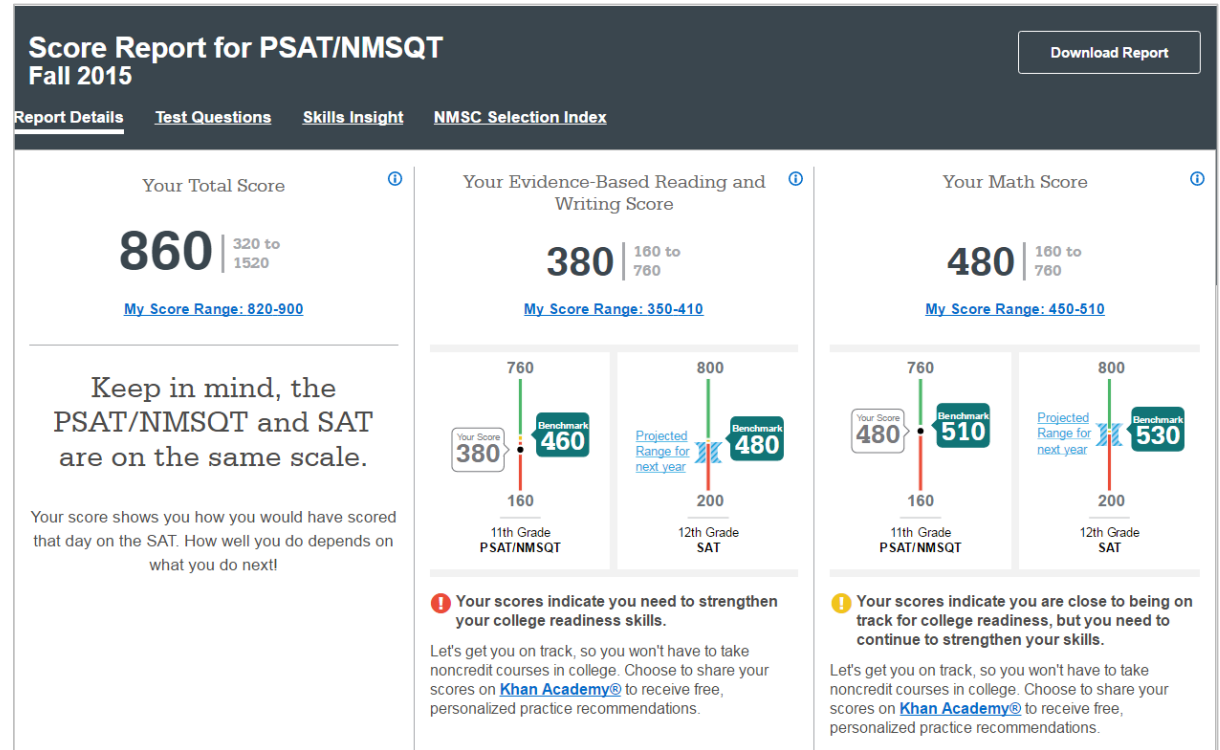 Score Report for PSAT/NMSQT
Fall 2015
Download Report
Report Details Test Questions Skills Insight NMSC Selection Index
Your Total Score
860 320 to
1520
My Score Range: 820-900
Keep in mind, the
PSAT/NMSQT and SAT
are on the same scale.
Your score shows you how you would have scored
that day on the SAT. How well you do depends on
what you do next!
Your Evidence-Based Reading and
Writing Score
380 160 to
760
My Score Range: 350-410
760
Your Score
380
Benchmark
460
160
11th Grade
PSAT/NMSQT
800
Projected
Range for
next year
Benchmark
480
200
12th Grade
SAT
Your scores indicate you need to strengthen
your college readiness skills.
Let's get you on track, so you won't have to take
noncredit courses in college. Choose to share your
scores on Khan Academy® to receive free,
personalized practice recommendations.
Your Math Score
480 160 to
760
My Score Range: 450-510
760
Your Score
480
Benchmark
510
160
11th Grade
PSAT/NMSQT
800
Projected
Range for
next year
Benchmark
530
200
12th Grade
SAT
Your scores indicate you are close to being on
track for college readiness, but you need to
continue to strengthen your skills.
Let's get you on track, so you won't have to take
noncredit courses in college. Choose to share your
scores on Khan Academy® to receive free,
personalized practice recommendations.